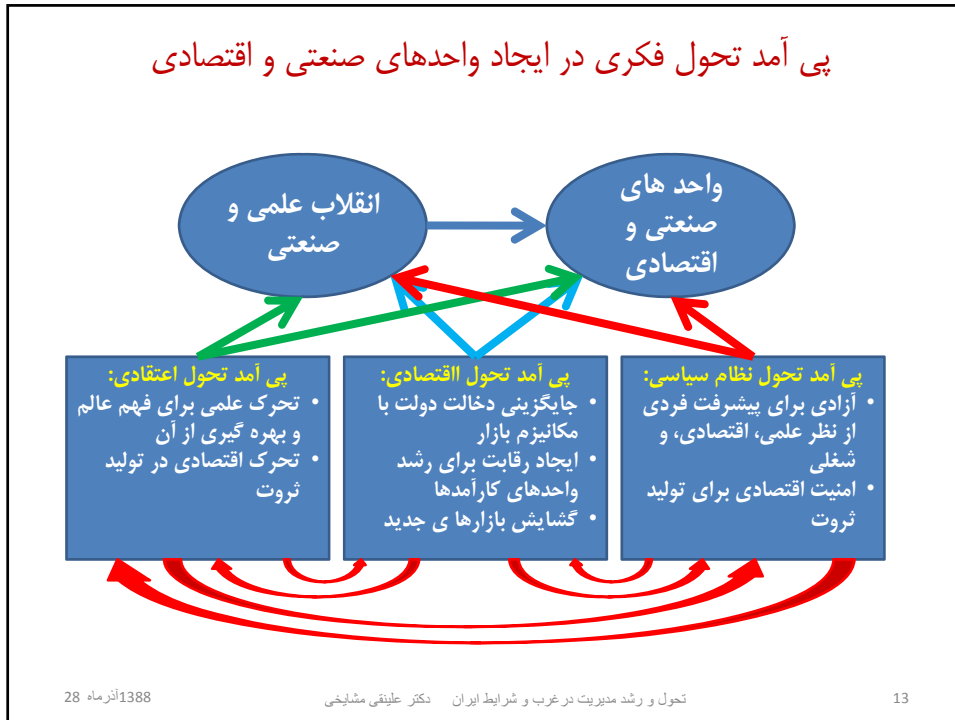 پی آمد تحول فکری در ایجاد واحدهای صنعتی و اقتصادی
واحد های
صنعتی و
اقتصادی
انقلاب علمی و
صنعتی
پی آمد تحول نظام سیاسی:
• آزادی برای پیشرفت فردی
از نظر علمی، اقتصادی، و
شغلی
• امنیت اقتصادی برای تولید
ثروت
پی آمد تحول ااقتصادی:
• جایگزینی دخالت دولت با
مکانیزم بازار
• ایجاد رقابت برای رشد
واحدهای کارآمدها
• گشایش بازارها ی جدید
پی آمد تحول اعتقادی:
• تحرک علمی برای فهم عالم
و بهره گیری از آن
• تحرک اقتصادی در تولید
ثروت
28 آذرماه 1388
تحول و رشد مدیریت درغرب و شرایط ایران دکتر علینقی مشایخی
13